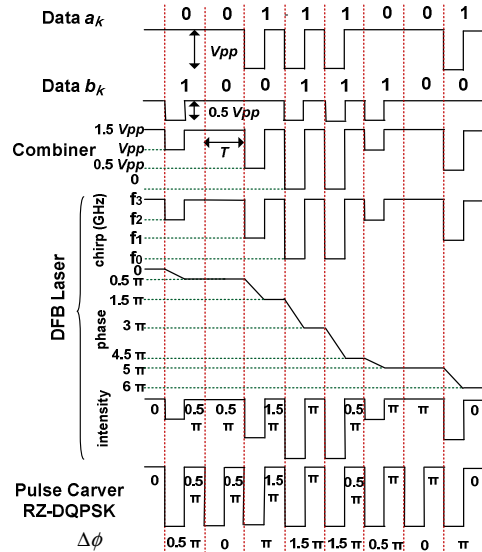 Data aₖ 0 0 1 1 1 0 0 1
Vpp
Data bₖ 1 0 0 1 1 1 0 0
0.5 Vpp
Combiner
1.5 Vpp
Vpp
0.5 Vpp
0
T
DFB Laser
chirp (GHz)
f₃
f₂
f₁
f₀
phase
0
0.5 π
1.5 π
3 π
4.5 π
5 π
6 π
intensity
0 0.5 π 0.5 π 1.5 π π 0.5 π π π 0
Pulse Carver
RZ-DQPSK
0 0.5 π 0.5 π 1.5 π π 0.5 π π π 0
Δϕ 0.5 π 0 π 1.5 π 1.5 π 0.5 π 0 π